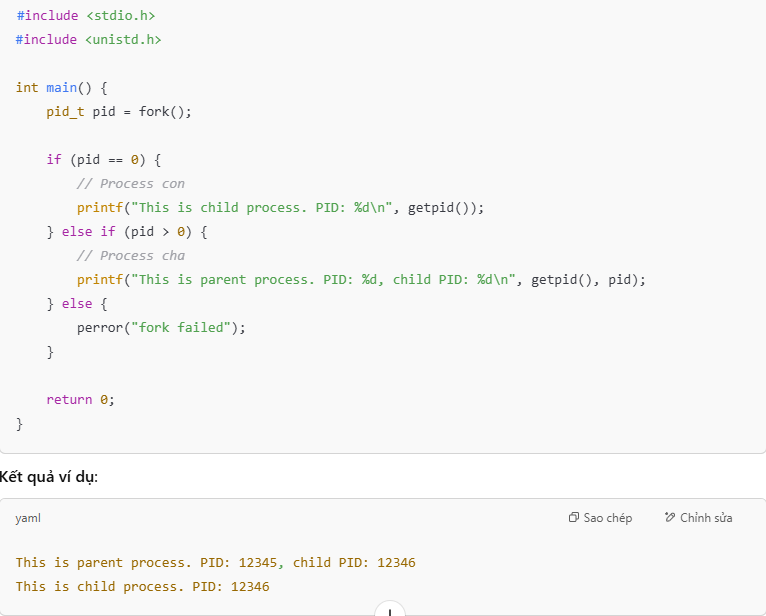 #include <stdio.h>
#include <unistd.h>

int main() {
    pid_t pid = fork();

    if (pid == 0) {
        // Process con
        printf("This is child process. PID: %d\n", getpid());
    } else if (pid > 0) {
        // Process cha
        printf("This is parent process. PID: %d, child PID: %d\n", getpid(), pid);
    } else {
        perror("fork failed");
    }

    return 0;
}
Kết quả ví dụ:
yaml Sao chép Chỉnh sửa
This is parent process. PID: 12345, child PID: 12346
This is child process. PID: 12346